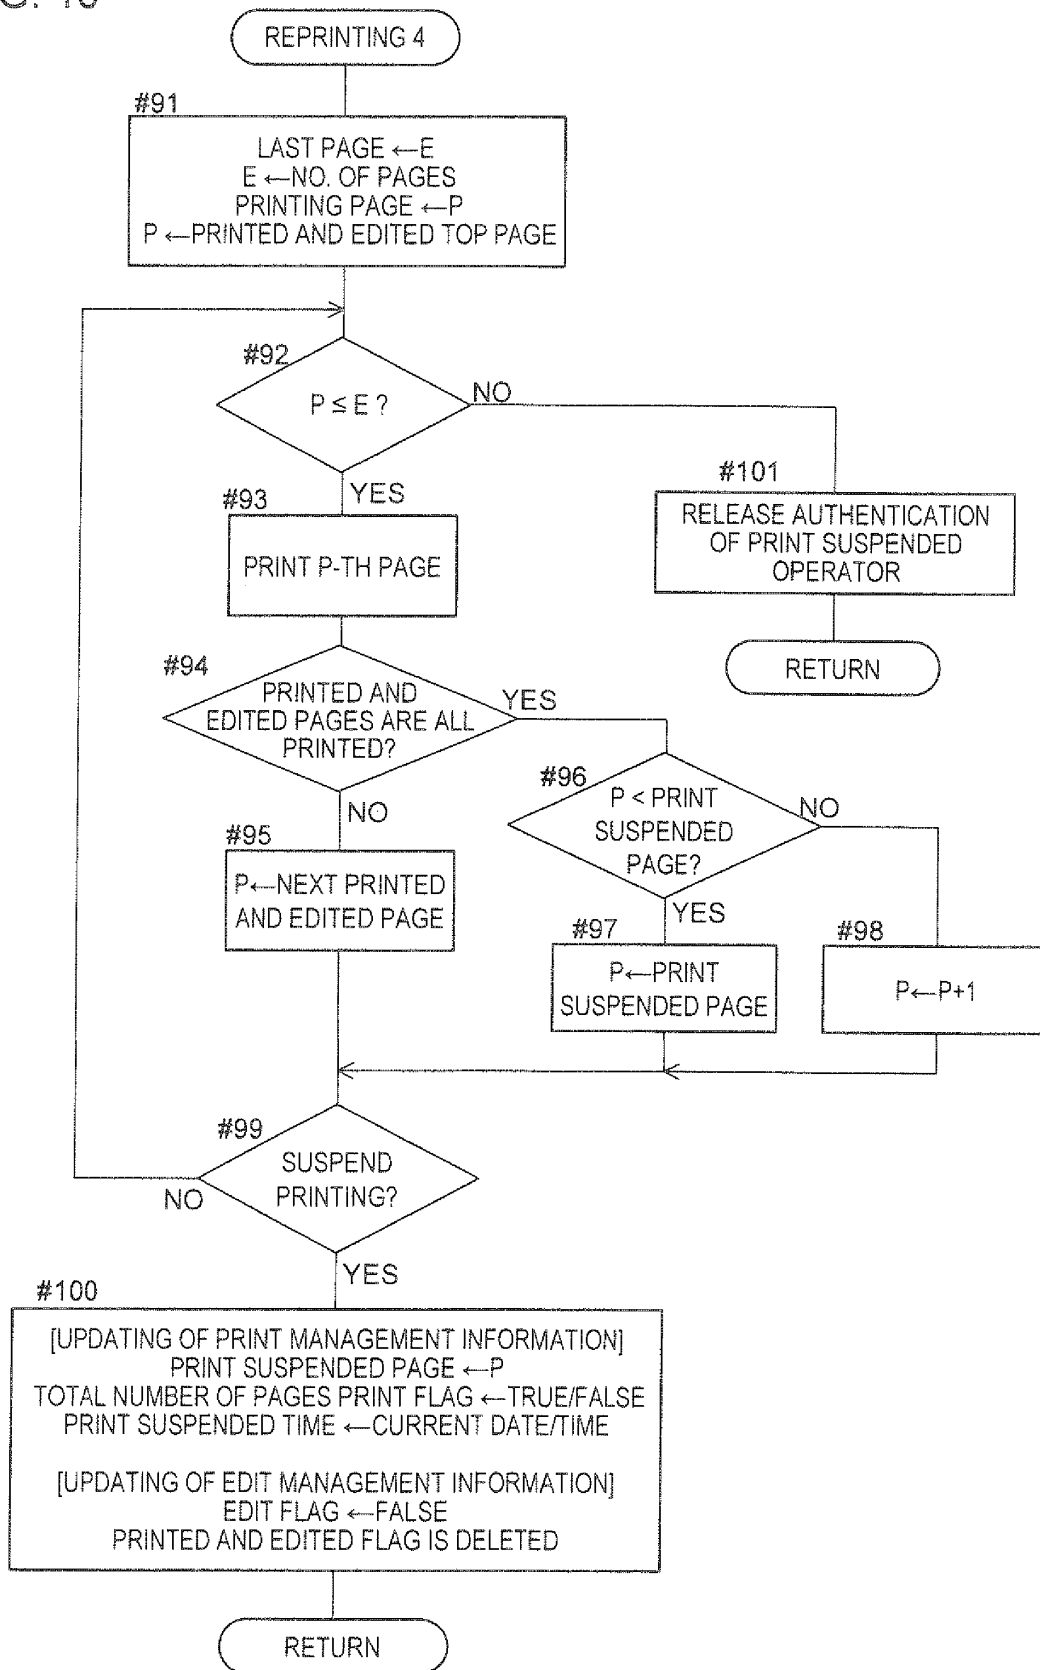 REPRINTING 4
#91
LAST PAGE ←E
E ←NO. OF PAGES
PRINTING PAGE ←P
P ←PRINTED AND EDITED TOP PAGE
#92
P ≤ E ?
NO
YES
#93
PRINT P-TH PAGE
#101
RELEASE AUTHENTICATION
OF PRINT SUSPENDED
OPERATOR
RETURN
#94
PRINTED AND
EDITED PAGES ARE ALL
PRINTED?
YES
NO
#95
P←NEXT PRINTED
AND EDITED PAGE
#96
P < PRINT
SUSPENDED
PAGE?
NO
YES
#97
P←PRINT
SUSPENDED PAGE
#98
P←P+1
#99
SUSPEND
PRINTING?
NO
YES
#100
[UPDATING OF PRINT MANAGEMENT INFORMATION]
PRINT SUSPENDED PAGE ←P
TOTAL NUMBER OF PAGES PRINT FLAG ←TRUE/FALSE
PRINT SUSPENDED TIME ←CURRENT DATE/TIME
[UPDATING OF EDIT MANAGEMENT INFORMATION]
EDIT FLAG ←FALSE
PRINTED AND EDITED FLAG IS DELETED
RETURN